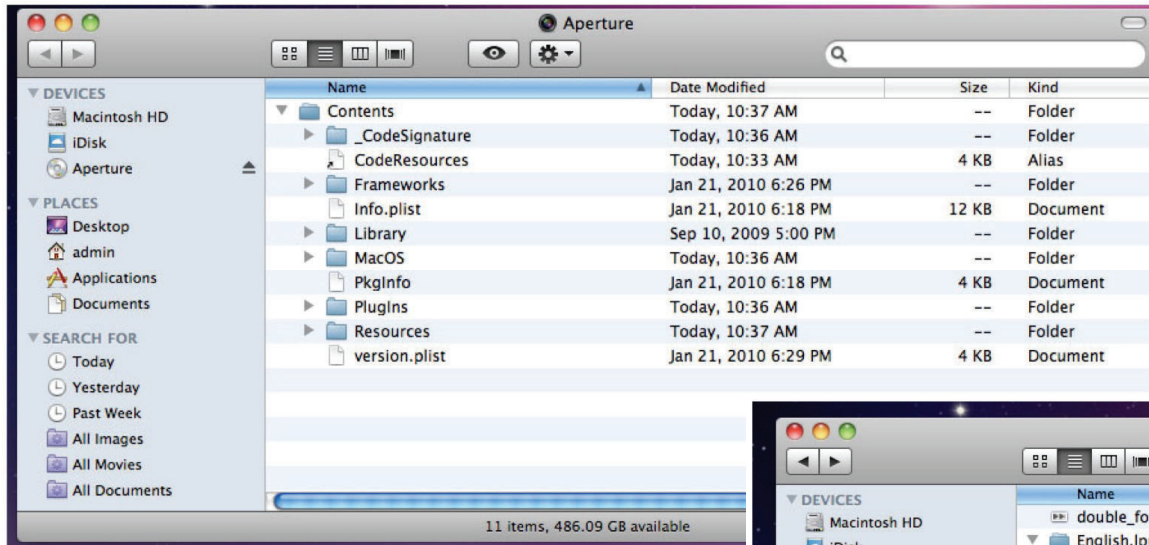 Aperture
Name Date Modified Size Kind
DEVICES
Macintosh HD
iDisk
Aperture
PLACES
Desktop
admin
Applications
Documents
SEARCH FOR
Today
Yesterday
Past Week
All Images
All Movies
All Documents
Contents Today, 10:37 AM -- Folder
_CodeSignature Today, 10:36 AM -- Folder
CodeResources Today, 10:33 AM 4 KB Alias
Frameworks Jan 21, 2010 6:26 PM -- Folder
Info.plist Jan 21, 2010 6:18 PM 12 KB Document
Library Sep 10, 2009 5:00 PM -- Folder
MacOS Today, 10:36 AM -- Folder
PkgInfo Jan 21, 2010 6:18 PM 4 KB Document
PlugIns Today, 10:36 AM -- Folder
Resources Today, 10:37 AM -- Folder
version.plist Jan 21, 2010 6:29 PM 4 KB Document
11 items, 486.09 GB available
DEVICES
Macintosh HD
iDisk
Name
double_fo
English.lp